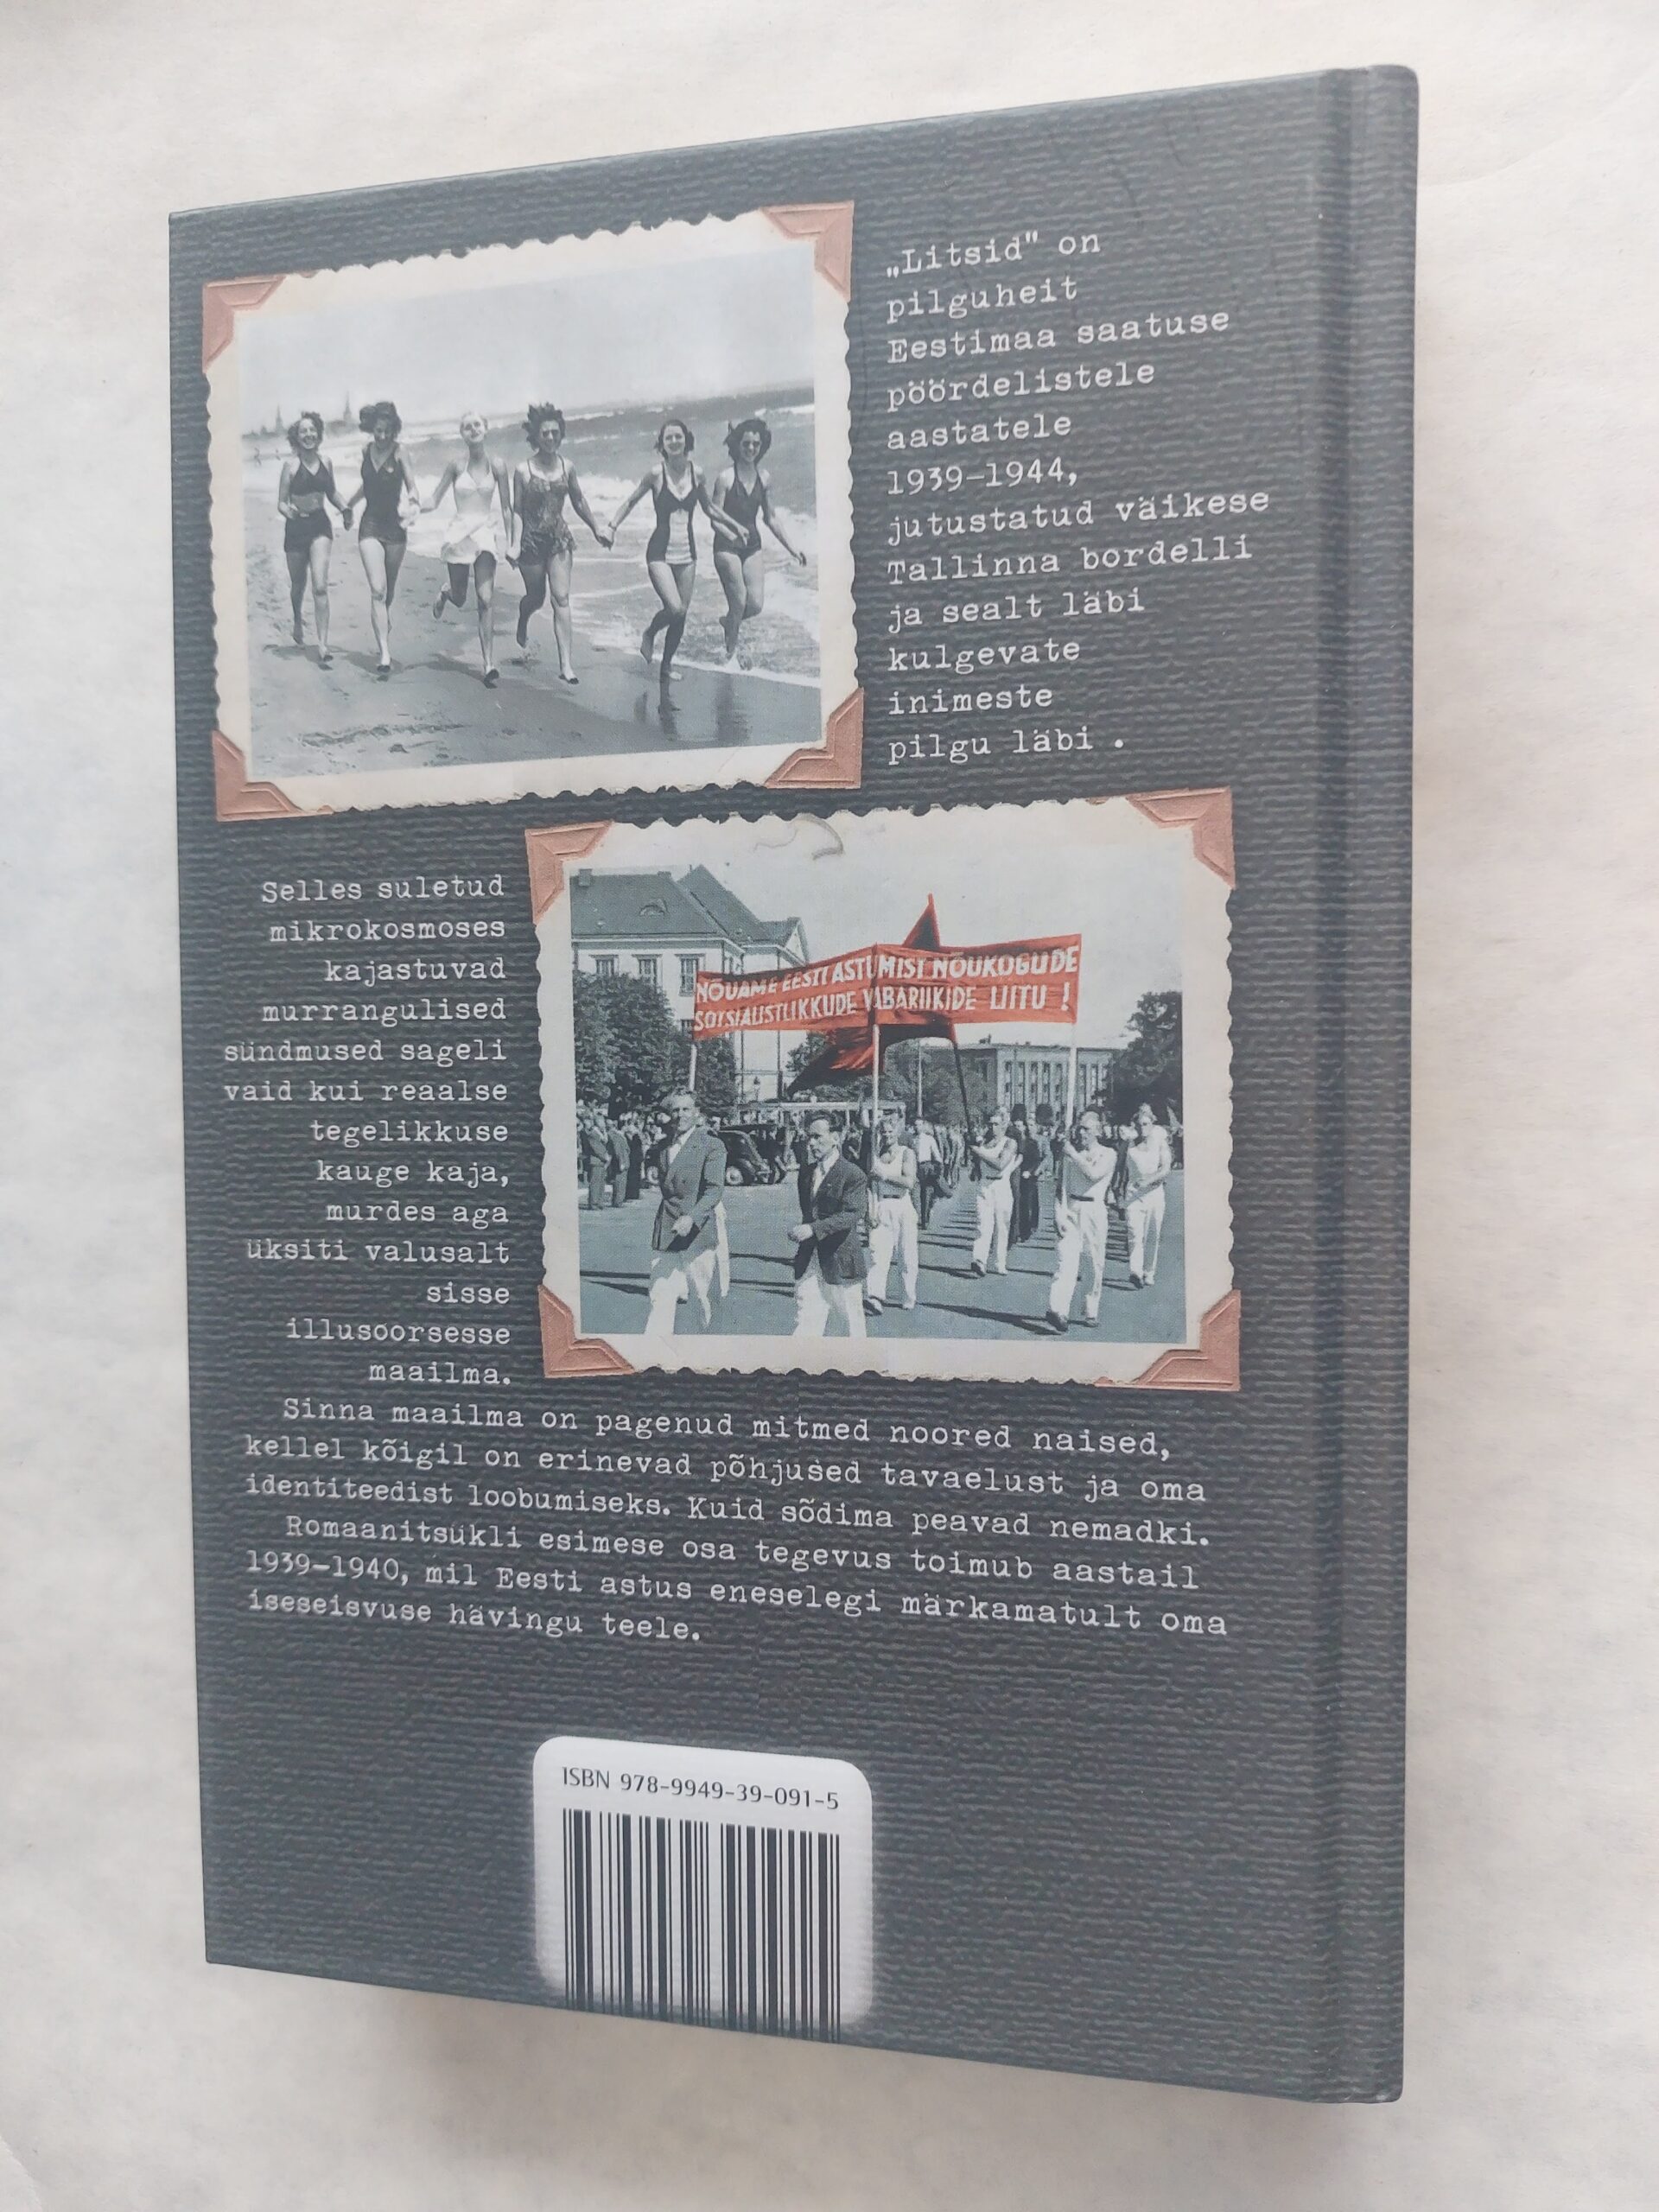 „Litsid" on
pilguheit
Eestimaa saatuse
pöördelistele
aastatele
1939–1944,
jutustatud väikese
Tallinna bordelli
ja sealt läbi
kulgevate
inimeste
pilgu läbi .
NÕUAME EESTI ASTUMIST NÕUKOGUDE
SOTSIALISTLIKKUDE VABARIIKIDE LIITU !
Selles suletud
mikrokosmoses
kajastuvad
murrangulised
sündmused sageli
vaid kui reaalse
tegelikkuse
kauge kaja,
murdes aga
üksiti valusalt
sisse
illusoorsesse
maailma.
Sinna maailma on pagenud mitmed noored naised,
kellel kõigil on erinevad põhjused tavaelust ja oma
identiteedist loobumiseks. Kuid sõdima peavad nemadki.
Romaanitsükli esimese osa tegevus toimub aastail
1939–1940, mil Eesti astus eneselegi märkamatult oma
iseseisvuse hävingu teele.
ISBN 978-9949-39-091-5